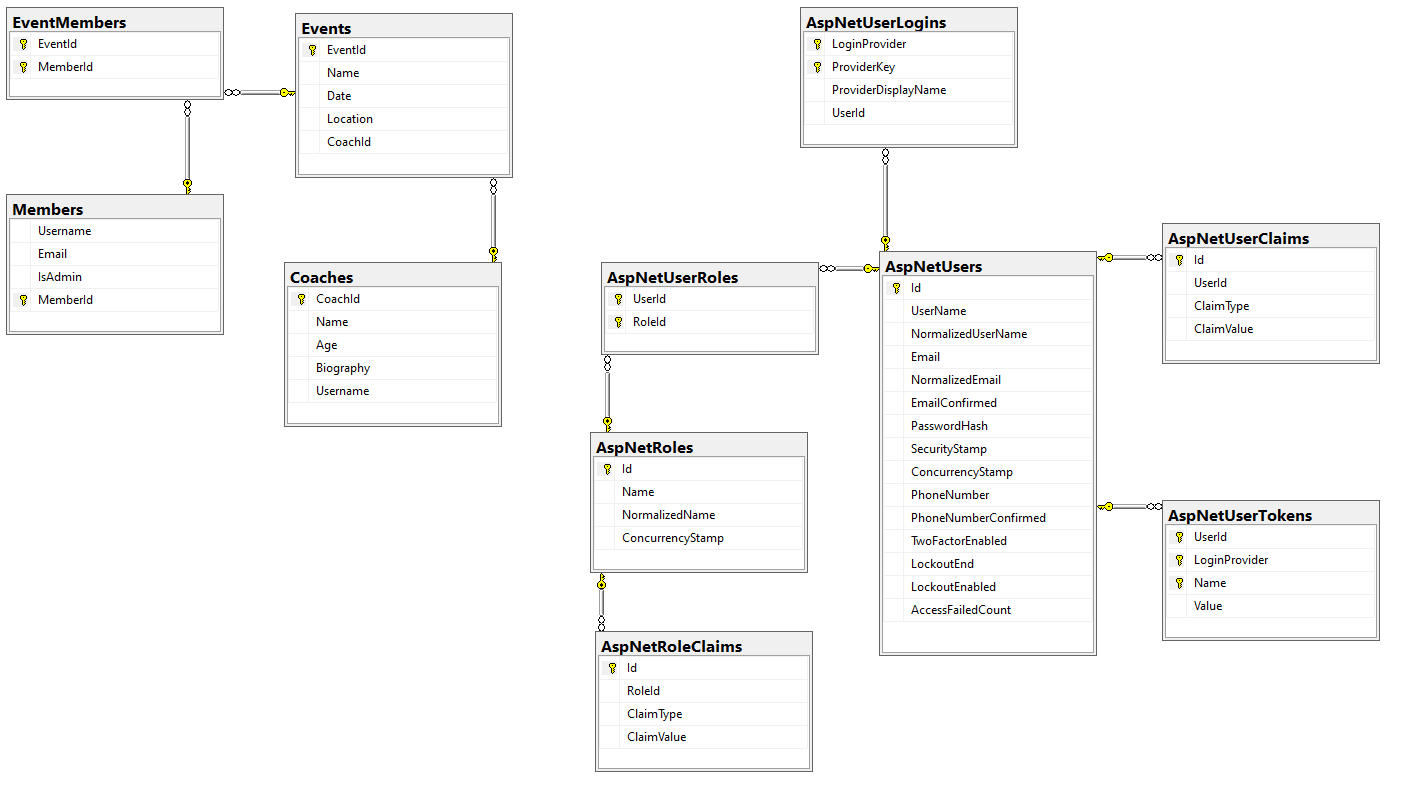 EventMembers
EventId
MemberId
Events
EventId
Name
Date
Location
CoachId
Members
Username
Email
IsAdmin
MemberId
Coaches
CoachId
Name
Age
Biography
Username
AspNetUserLogins
LoginProvider
ProviderKey
ProviderDisplayName
UserId
AspNetUserRoles
UserId
RoleId
AspNetUsers
Id
UserName
NormalizedUserName
Email
NormalizedEmail
EmailConfirmed
PasswordHash
SecurityStamp
ConcurrencyStamp
PhoneNumber
PhoneNumberConfirmed
TwoFactorEnabled
LockoutEnd
LockoutEnabled
AccessFailedCount
AspNetUserClaims
Id
UserId
ClaimType
ClaimValue
AspNetRoles
Id
Name
NormalizedName
ConcurrencyStamp
AspNetUserTokens
UserId
LoginProvider
Name
Value
AspNetRoleClaims
Id
RoleId
ClaimType
ClaimValue